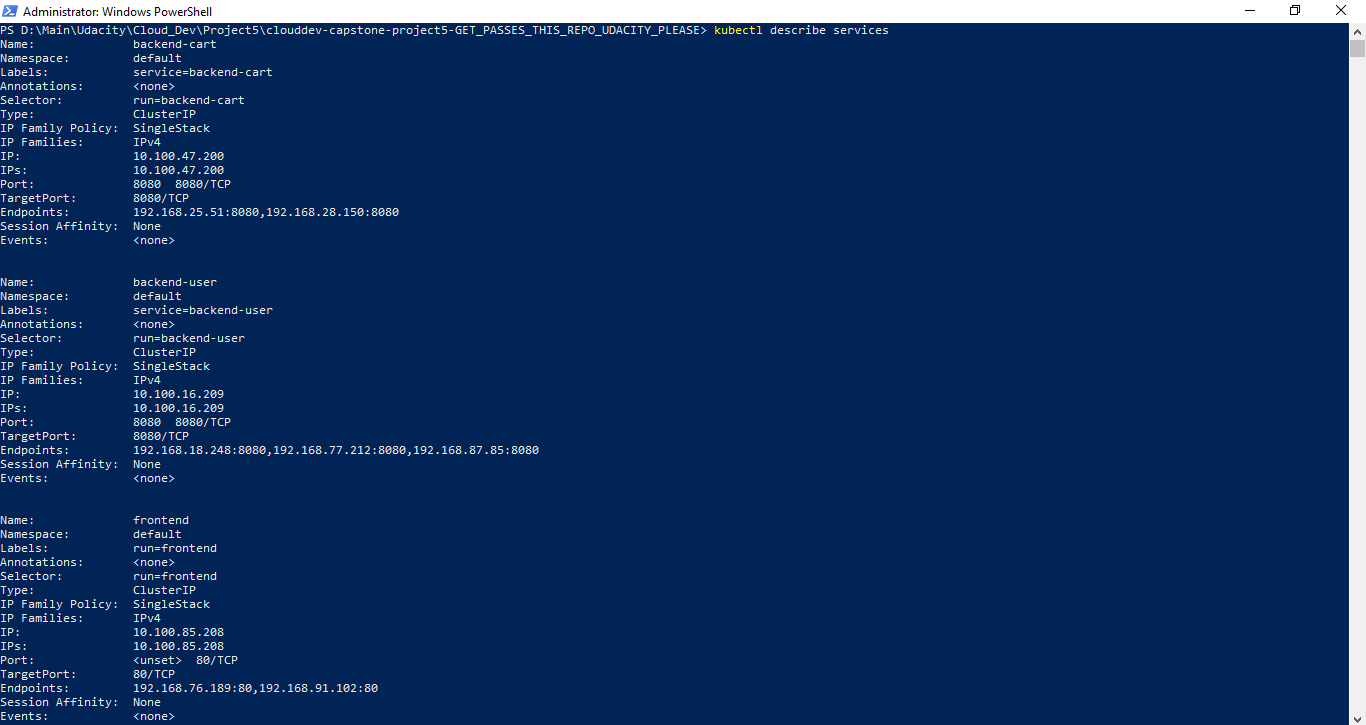 Administrator: Windows PowerShell
PS D:\Main\Udacity\Cloud_Dev\Project5\clouddev-capstone-project5-GET_PASSES_THIS_REPO_UDACITY_PLEASE> kubectl describe services
Name:              backend-cart
Namespace:         default
Labels:            service=backend-cart
Annotations:       <none>
Selector:          run=backend-cart
Type:              ClusterIP
IP Family Policy:  SingleStack
IP Families:       IPv4
IP:                10.100.47.200
IPs:               10.100.47.200
Port:              8080  8080/TCP
TargetPort:        8080/TCP
Endpoints:         192.168.25.51:8080,192.168.28.150:8080
Session Affinity:  None
Events:            <none>
Name:              backend-user
Namespace:         default
Labels:            service=backend-user
Annotations:       <none>
Selector:          run=backend-user
Type:              ClusterIP
IP Family Policy:  SingleStack
IP Families:       IPv4
IP:                10.100.16.209
IPs:               10.100.16.209
Port:              8080  8080/TCP
TargetPort:        8080/TCP
Endpoints:         192.168.18.248:8080,192.168.77.212:8080,192.168.87.85:8080
Session Affinity:  None
Events:            <none>
Name:              frontend
Namespace:         default
Labels:            run=frontend
Annotations:       <none>
Selector:          run=frontend
Type:              ClusterIP
IP Family Policy:  SingleStack
IP Families:       IPv4
IP:                10.100.85.208
IPs:               10.100.85.208
Port:              <unset>  80/TCP
TargetPort:        80/TCP
Endpoints:         192.168.76.189:80,192.168.91.102:80
Session Affinity:  None
Events:            <none>